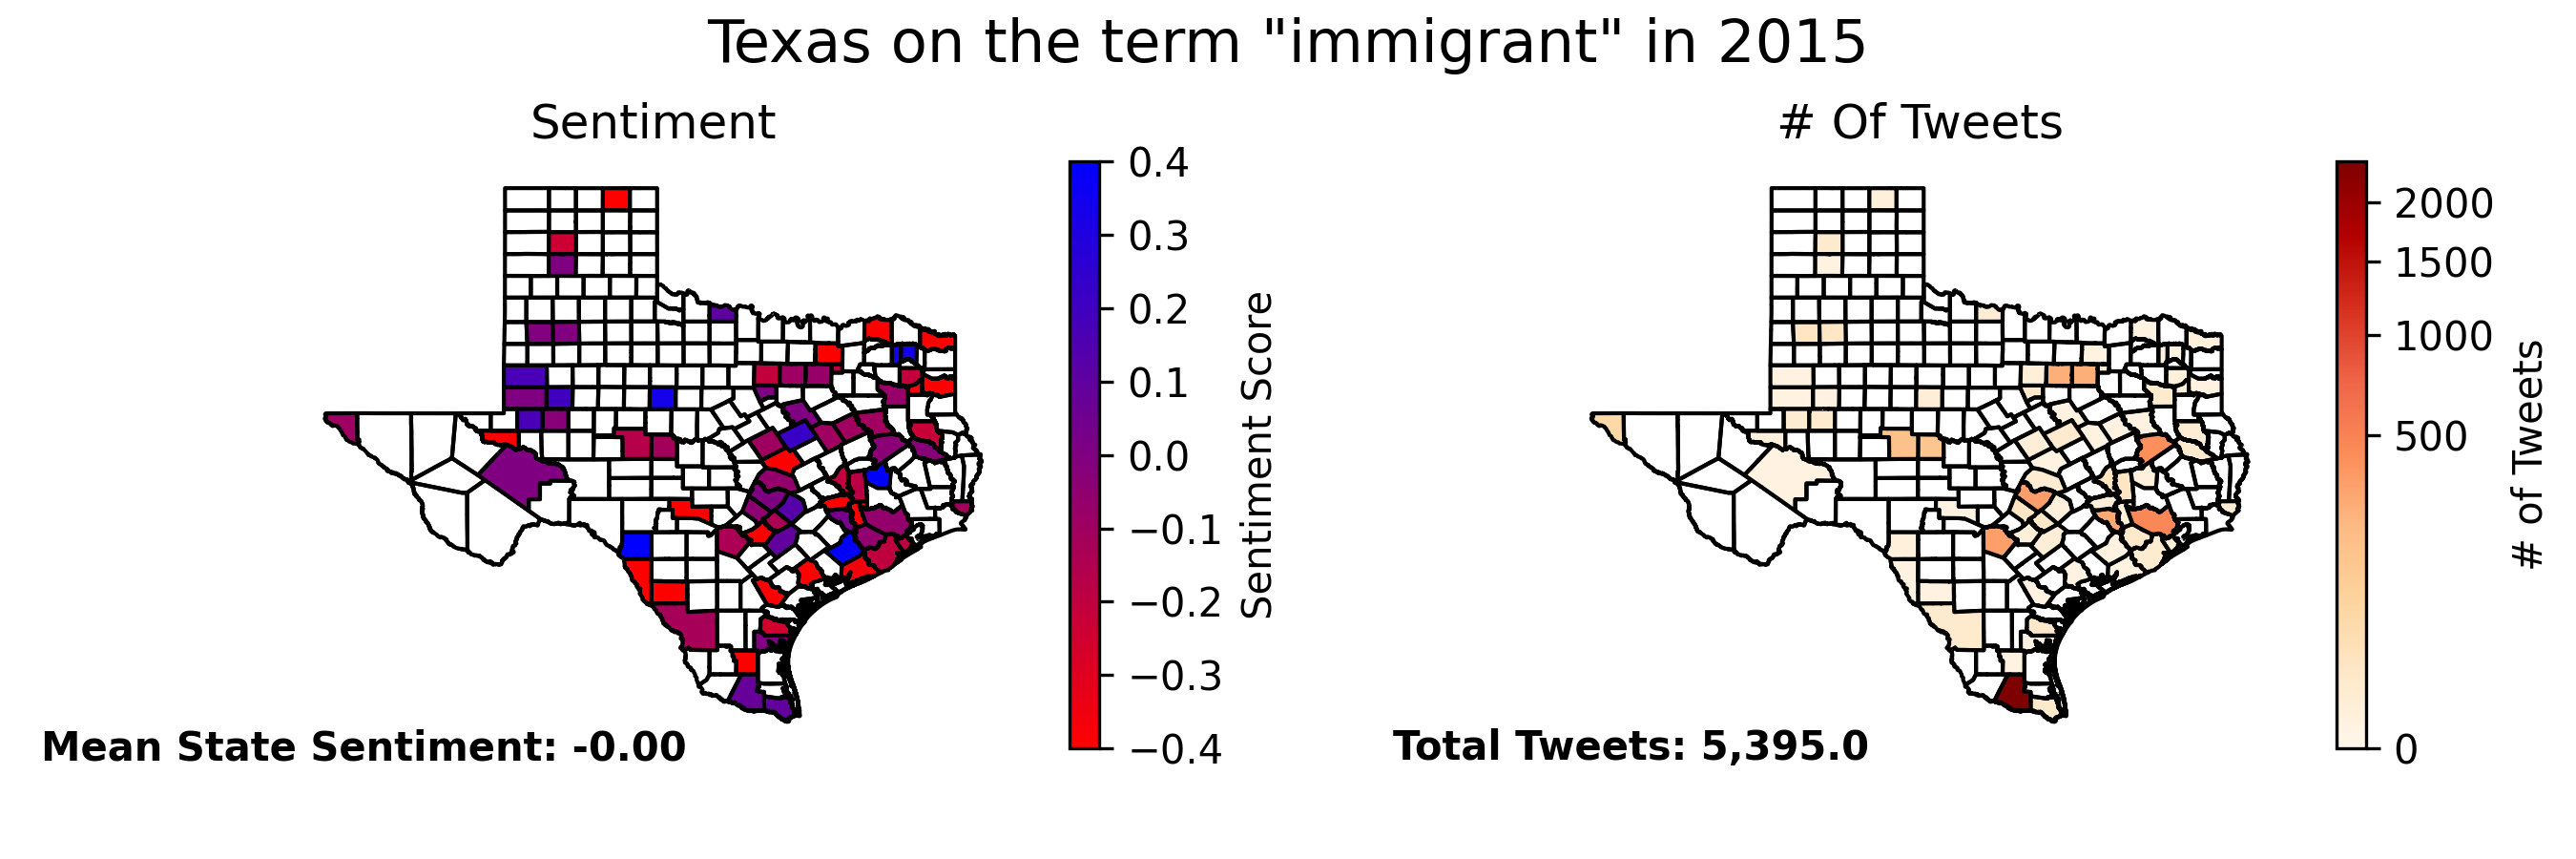 Texas on the term "immigrant" in 2015
Sentiment
0.4
0.3
0.2
0.1
0.0
−0.1
−0.2
−0.3
−0.4
Sentiment Score
Mean State Sentiment: -0.00
# Of Tweets
2000
1500
1000
500
0
# of Tweets
Total Tweets: 5,395.0